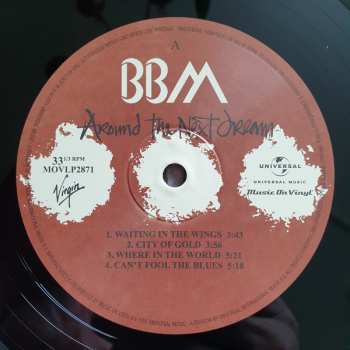 A
BBM
Around the Next Dream
33 1/3 RPM
MOVLP2871
Virgin
UNIVERSAL
UNIVERSAL MUSIC
Music On Vinyl
1. WAITING IN THE WINGS 3:43
2. CITY OF GOLD 3:56
3. WHERE IN THE WORLD 5:21
4. CAN'T FOOL THE BLUES 5:18